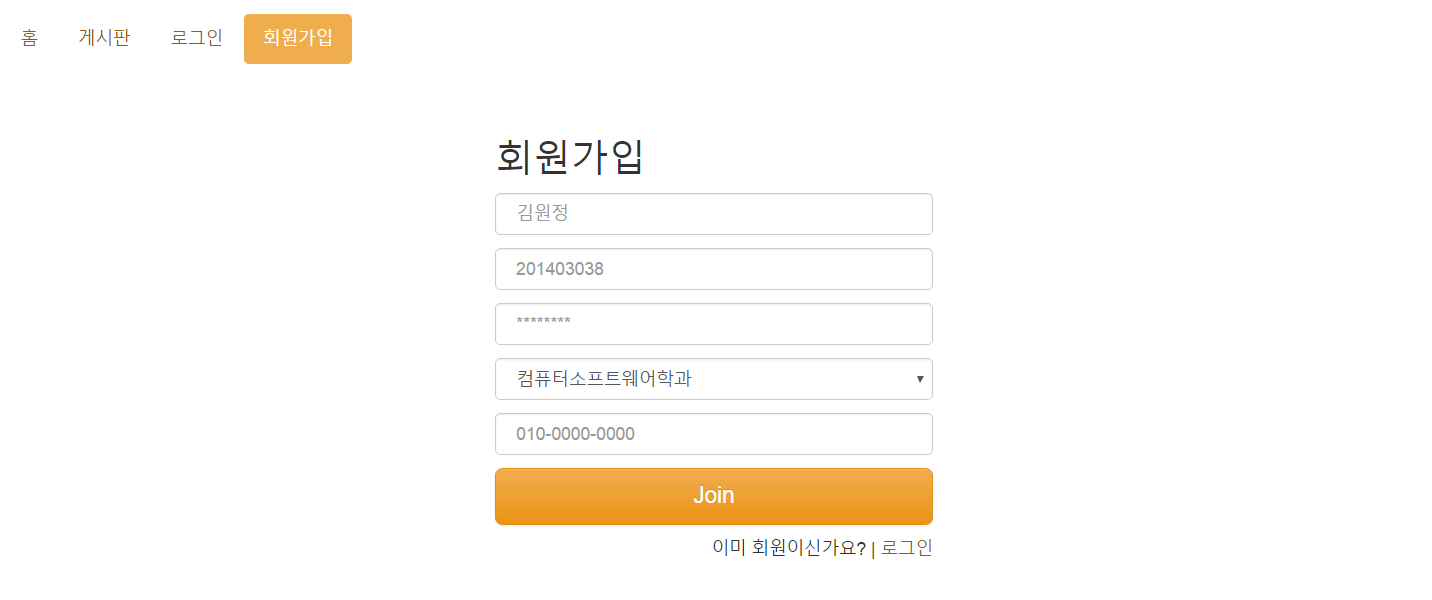 홈 게시판 로그인 회원가입
회원가입
김원정
201403038
********
컴퓨터소프트웨어학과
010-0000-0000
Join
이미 회원이신가요? | 로그인